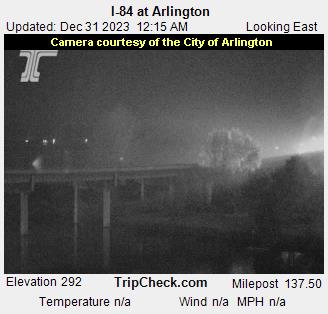 I-84 at Arlington
Updated: Dec 31 2023 12:15 AM Looking East
Camera courtesy of the City of Arlington
Elevation 292 TripCheck.com Milepost 137.50
Temperature n/a Wind n/a MPH n/a